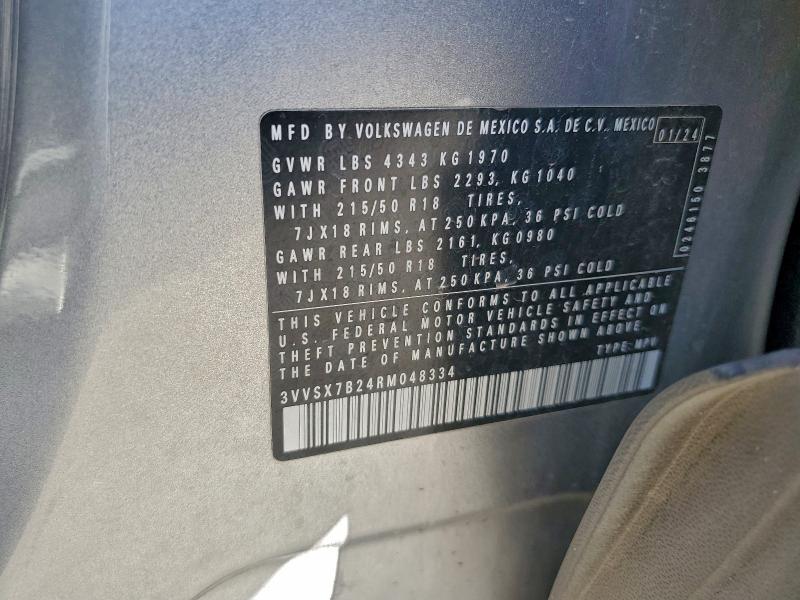 MFD BY VOLKSWAGEN DE MEXICO S.A. DE C.V. MEXICO
01/24
GVWR LBS 4343 KG 1970
GAWR FRONT LBS 2293, KG 1040
WITH 215/50 R18 TIRES,
7JX18 RIMS, AT 250 KPA, 36 PSI COLD
GAWR REAR LBS 2161, KG 0980
WITH 215/50 R18 TIRES,
7JX18 RIMS, AT 250 KPA, 36 PSI COLD
0246150 3877
THIS VEHICLE CONFORMS TO ALL APPLICABLE
U.S. FEDERAL MOTOR VEHICLE SAFETY AND
THEFT PREVENTION STANDARDS IN EFFECT ON
THE DATE OF MANUFACTURE SHOWN ABOVE.
TYPE: MPV
3VVSX7B24RM048334